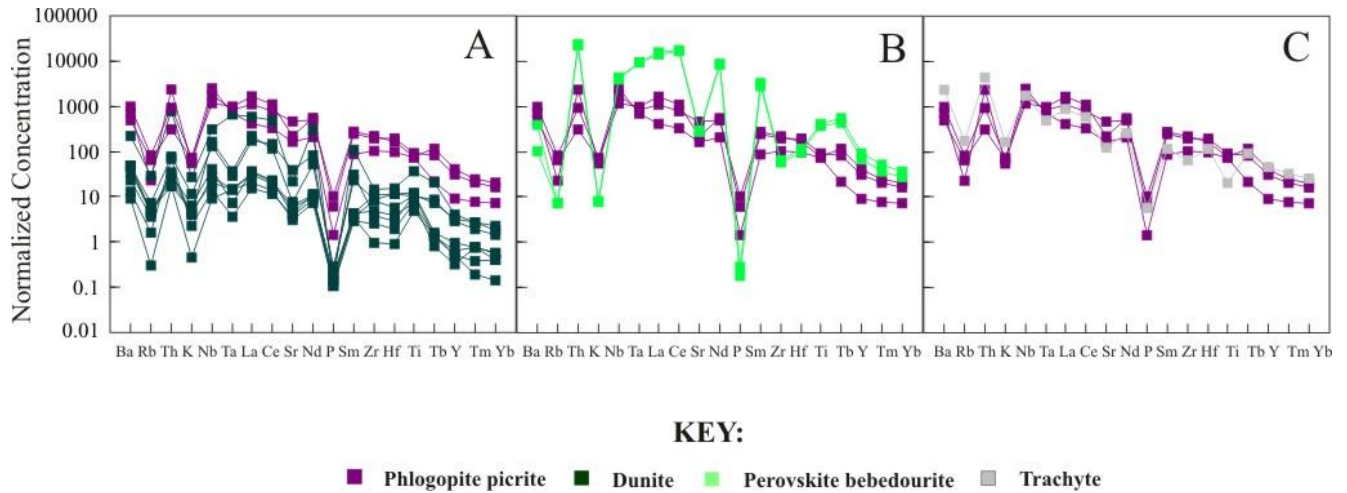 100000
10000
1000
100
10
1
0.1
0.01
Normalized Concentration
A
B
C
Ba Rb Th K Nb Ta La Ce Sr Nd P Sm Zr Hf Ti Tb Y Tm Yb
Ba Rb Th K Nb Ta La Ce Sr Nd P Sm Zr Hf Ti Tb Y Tm Yb
Ba Rb Th K Nb Ta La Ce Sr Nd P Sm Zr Hf Ti Tb Y Tm Yb
KEY:
Phlogopite picrite Dunite Perovskite bebedourite Trachyte